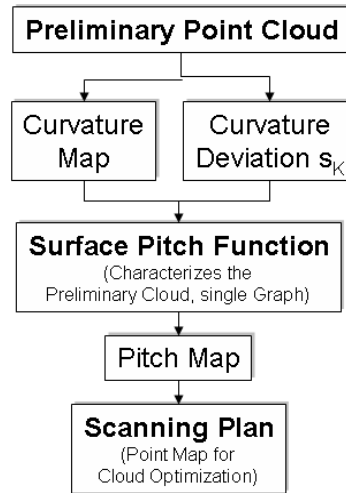 Preliminary Point Cloud
Curvature
Map
Curvature
Deviation s_K
Surface Pitch Function
(Characterizes the
Preliminary Cloud, single Graph)
Pitch Map
Scanning Plan
(Point Map for
Cloud Optimization)